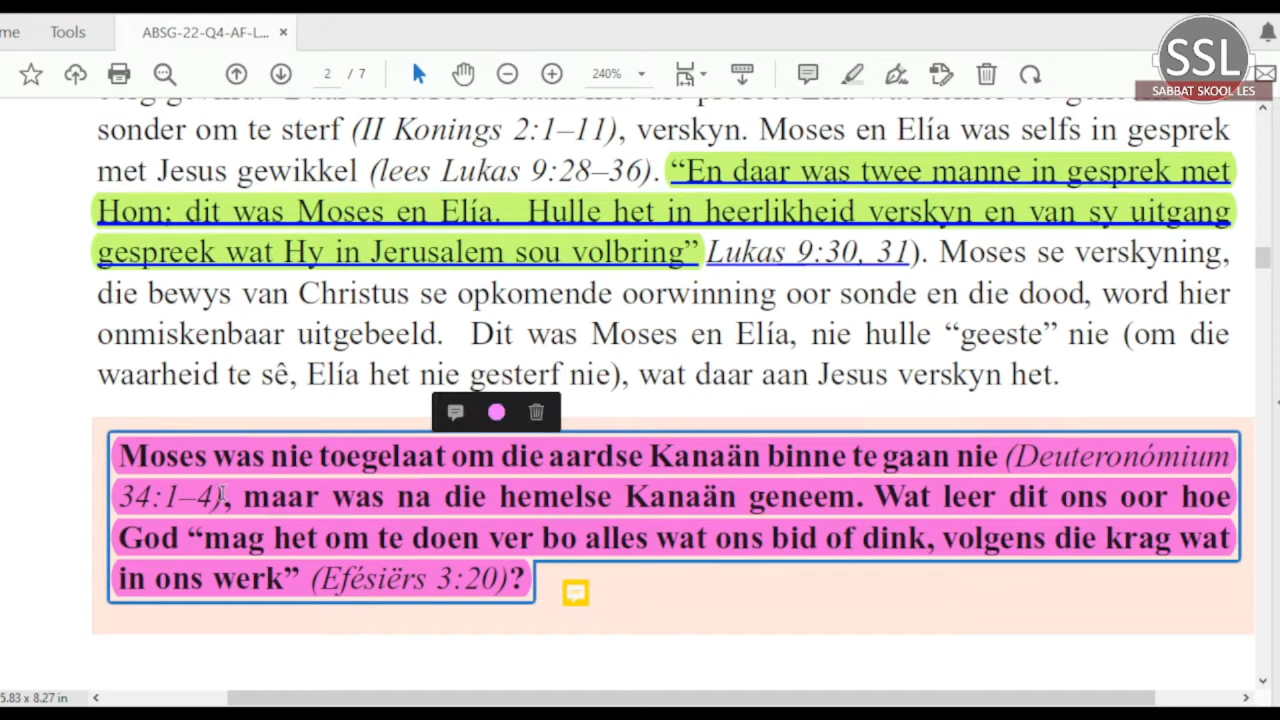 me
Tools
ABSG-22-Q4-AF-L...
2 / 7
240%
SSL
SABBAT SKOOL LES
sonder om te sterf (II Konings 2:1–11), verskyn. Moses en Elía was selfs in gesprek
met Jesus gewikkel (lees Lukas 9:28–36). “En daar was twee manne in gesprek met
Hom; dit was Moses en Elía. Hulle het in heerlikheid verskyn en van sy uitgang
gespreek wat Hy in Jerusalem sou volbring” Lukas 9:30, 31). Moses se verskyning,
die bewys van Christus se opkomende oorwinning oor sonde en die dood, word hier
onmiskenbaar uitgebeeld. Dit was Moses en Elía, nie hulle “geeste” nie (om die
waarheid te sê, Elía het nie gesterf nie), wat daar aan Jesus verskyn het.
Moses was nie toegelaat om die aardse Kanaän binne te gaan nie (Deuteronómium
34:1–4), maar was na die hemelse Kanaän geneem. Wat leer dit ons oor hoe
God “mag het om te doen ver bo alles wat ons bid of dink, volgens die krag wat
in ons werk” (Efésiërs 3:20)?
5.83 x 8.27 in